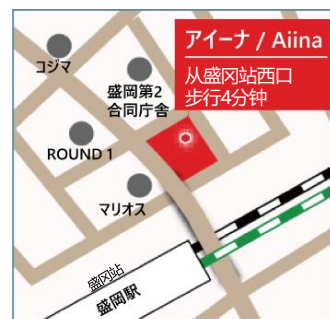 アイーナ / Aiina
从盛冈站西口
步行4分钟
コジマ
盛岡第2
合同庁舎
ROUND 1
マリオス
盛冈站
盛岡駅